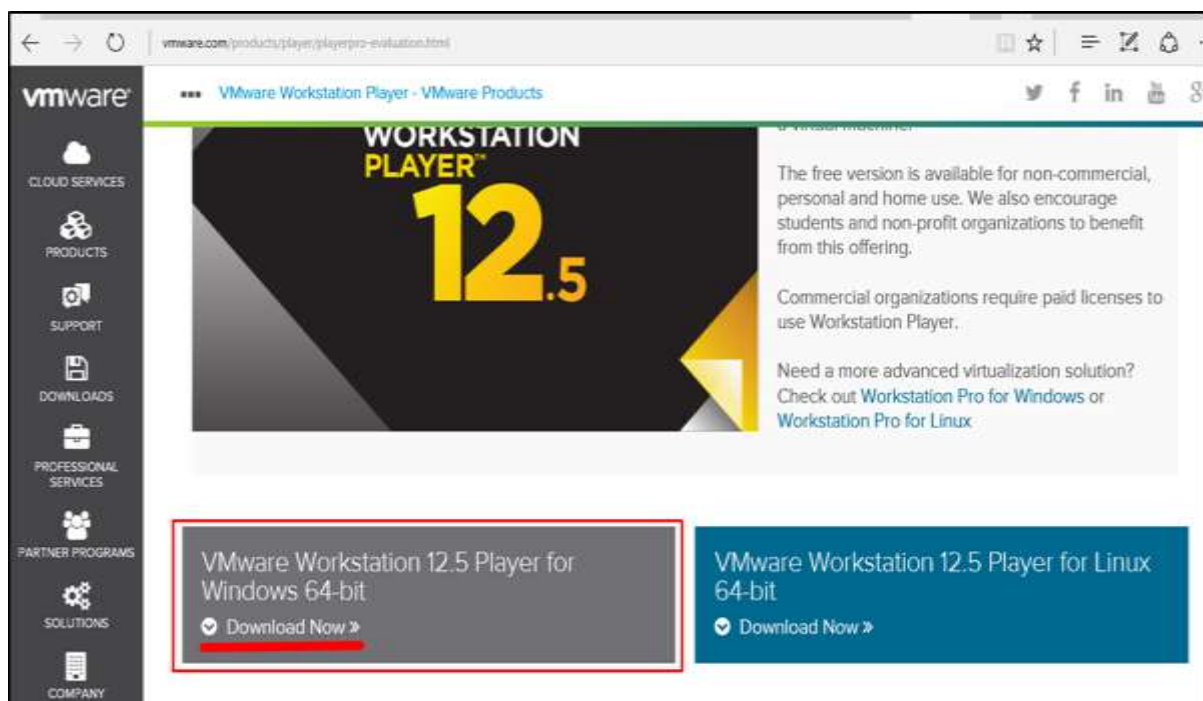 vmware.com/products/player/playerpro-evaluation.html
vmware
VMware Workstation Player - VMware Products
CLOUD SERVICES
PRODUCTS
SUPPORT
DOWNLOADS
PROFESSIONAL
SERVICES
PARTNER PROGRAMS
SOLUTIONS
COMPANY
WORKSTATION
PLAYER™
12.5
a virtual machine.
The free version is available for non-commercial,
personal and home use. We also encourage
students and non-profit organizations to benefit
from this offering.
Commercial organizations require paid licenses to
use Workstation Player.
Need a more advanced virtualization solution?
Check out Workstation Pro for Windows or
Workstation Pro for Linux
VMware Workstation 12.5 Player for
Windows 64-bit
Download Now »
VMware Workstation 12.5 Player for Linux
64-bit
Download Now »